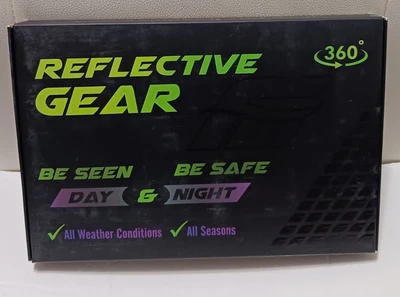 REFLECTIVE
GEAR
360°
BE SEEN BE SAFE
DAY & NIGHT
✓All Weather Conditions ✓All Seasons